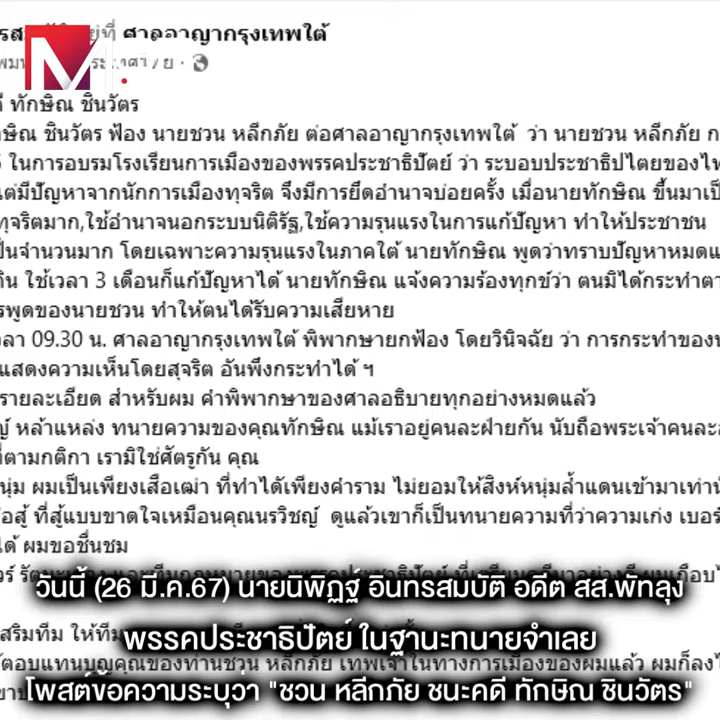 ศาลอาญากรุงเทพใต้
M
ทักษิณ ชินวัตร
ชินวัตร ฟ้อง นายชวน หลีกภัย ต่อศาลอาญากรุงเทพใต้ ว่า นายชวน หลีกภัย
ในการอบรมโรงเรียนการเมืองของพรรคประชาธิปัตย์ ว่า ระบอบประชาธิปไตยของ
แต่มีปัญหาจากนักการเมืองทุจริต จึงมีการยึดอำนาจบ่อยครั้ง เมื่อนายทักษิณ ขึ้นมา
ทุจริตมาก,ใช้อำนาจนอกระบบนิติรัฐ,ใช้ความรุนแรงในการแก้ปัญหา ทำให้ประชาชน
เป็นจำนวนมาก โดยเฉพาะความรุนแรงในภาคใต้ นายทักษิณ พูดว่าทราบปัญหาหมด
ใช้เวลา 3 เดือนก็แก้ปัญหาได้ นายทักษิณ แจ้งความร้องทุกข์ว่า ตนมิได้กระทำ
พูดของนายชวน ทำให้ตนได้รับความเสียหาย
09.30 น. ศาลอาญากรุงเทพใต้ พิพากษายกฟ้อง โดยวินิจฉัย ว่า การกระทำของ
แสดงความเห็นโดยสุจริต อันพึงกระทำได้ ฯ
รายละเอียด สำหรับผม คำพิพากษาของศาลอธิบายทุกอย่างหมดแล้ว
หล้าแหล่ง ทนายความของคุณทักษิณ แม้เราอยู่คนละฝ่ายกัน นับถือพระเจ้าคนละ
ตามกติกา เรามิใช่ศัตรูกัน คุณ
หนุ่ม ผมเป็นเพียงเสือเฒ่า ที่ทำได้เพียงคำราม ไม่ยอมให้สิงห์หนุ่มล้ำแดนเข้ามา
สู้ ที่สู้แบบขาดใจเหมือนคุณนรวิชญ์ ดูแล้วเขาก็เป็นทนายความที่ว่าความเก่ง
ได้ ผมขอชื่นชม
วันนี้ (26 มี.ค.67) นายนิพิฏฐ์ อินทรสมบัติ อดีต สส.พัทลุง
พรรคประชาธิปัตย์ ในฐานะทนายจำเลย
ตอบแทนบุญคุณของท่านชวน หลีกภัย เทพเจ้าในทางการเมืองของผมแล้ว
โพสต์ข้อความระบุว่า "ชวน หลีกภัย ชนะคดี ทักษิณ ชินวัตร"